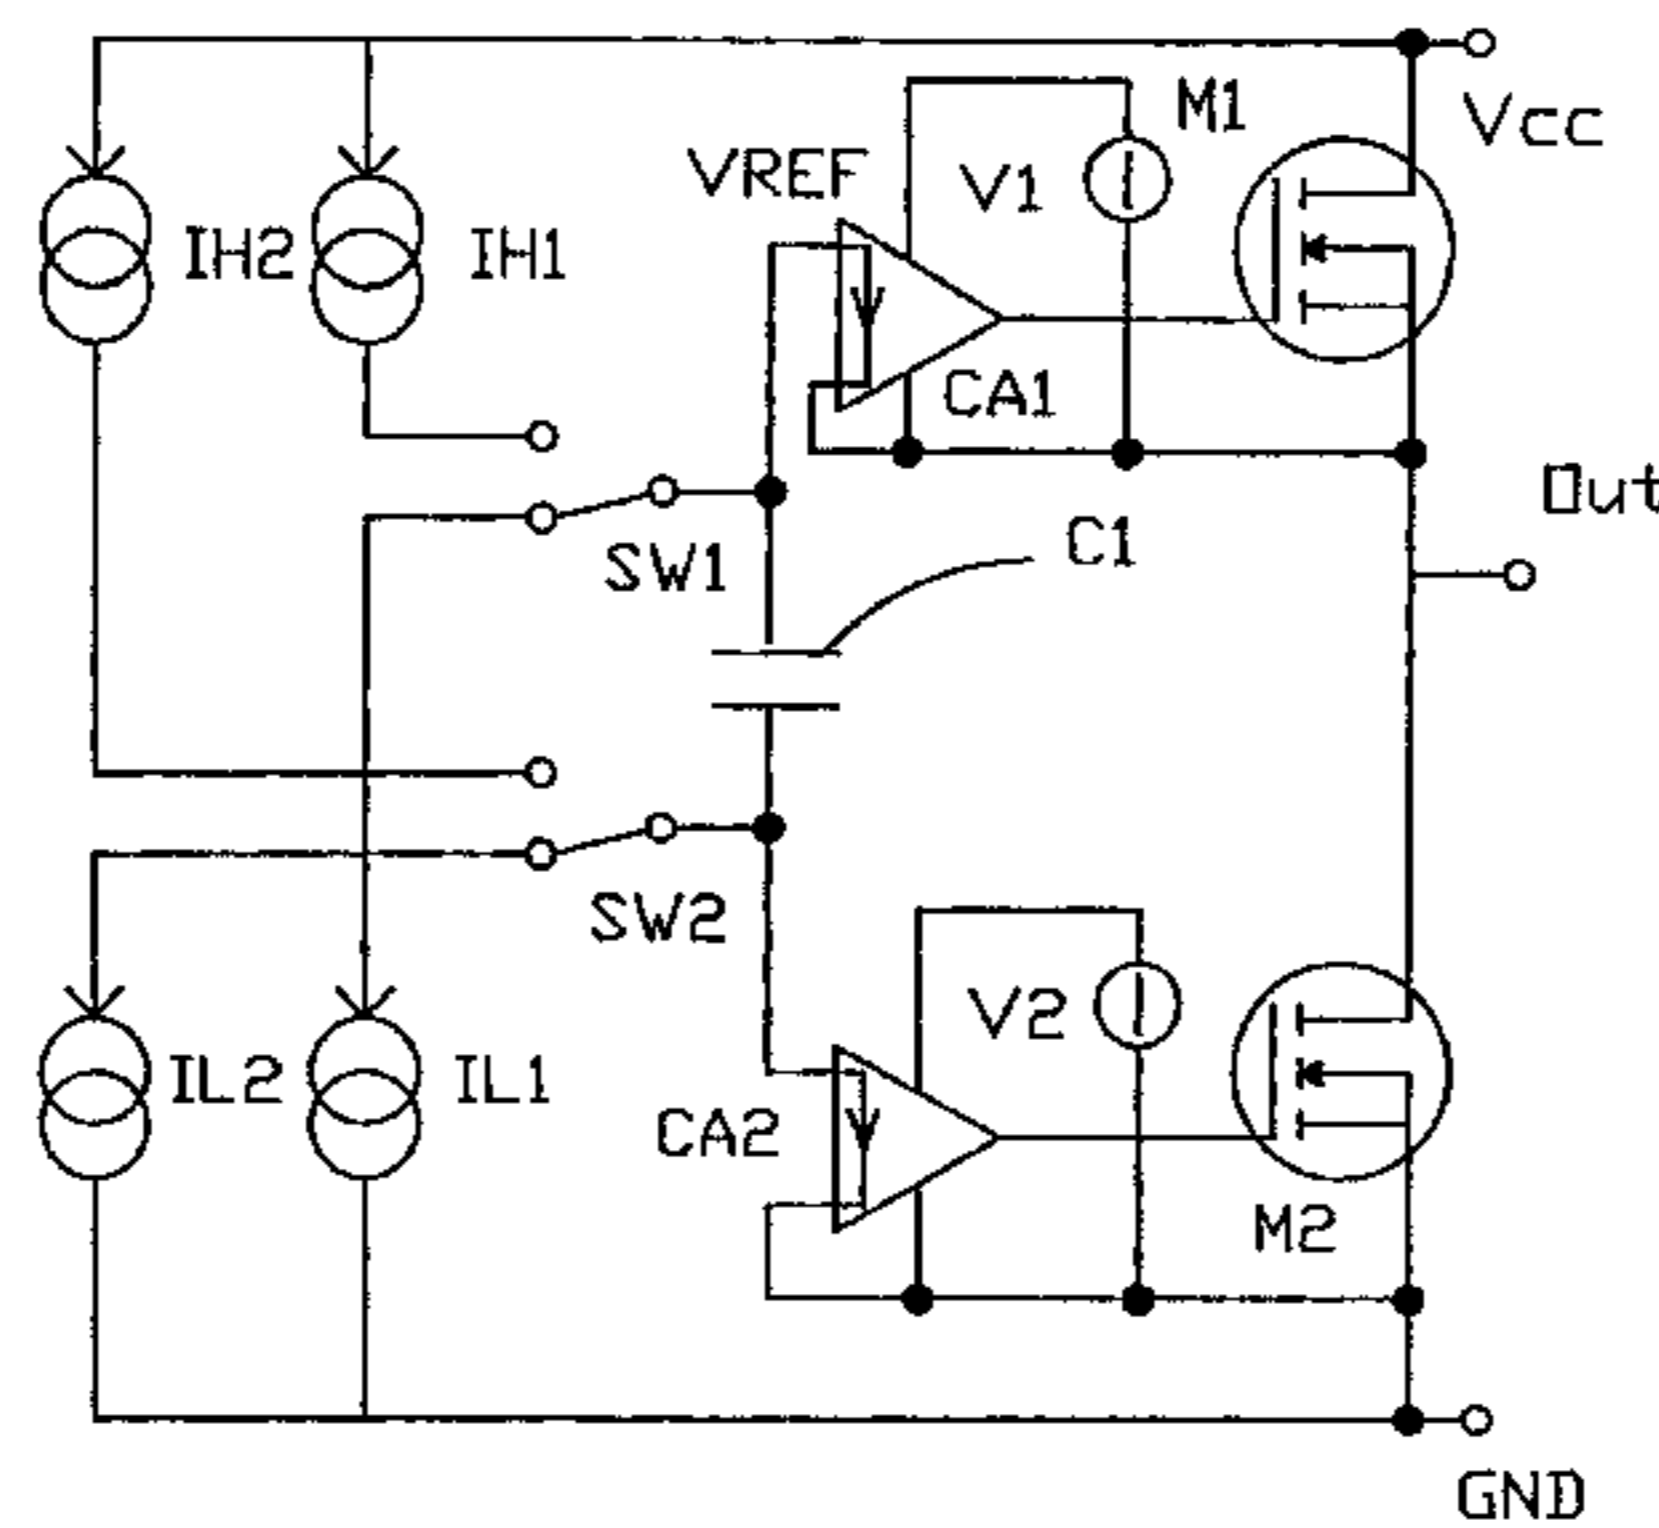 M1
Vcc
VREF
V1
IH2
IH1
CA1
Out
SW1
C1
SW2
V2
IL2
IL1
CA2
M2
GND